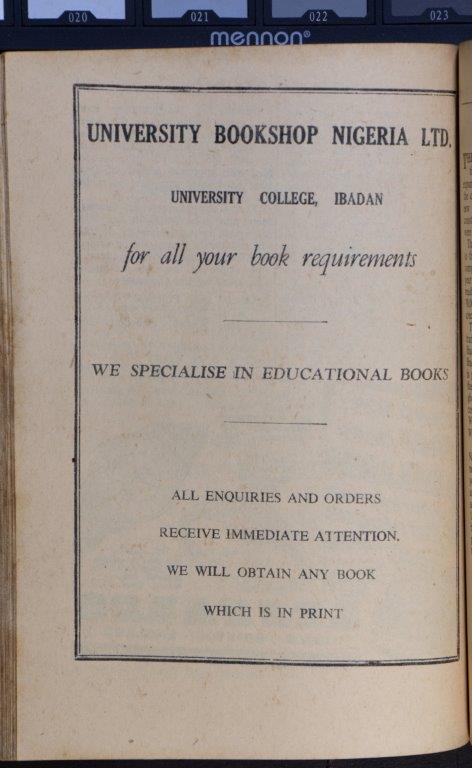 020 021 022 023
mennon®
UNIVERSITY BOOKSHOP NIGERIA LTD.
UNIVERSITY COLLEGE, IBADAN
for all your book requirements
WE SPECIALISE IN EDUCATIONAL BOOKS
ALL ENQUIRIES AND ORDERS
RECEIVE IMMEDIATE ATTENTION.
WE WILL OBTAIN ANY BOOK
WHICH IS IN PRINT